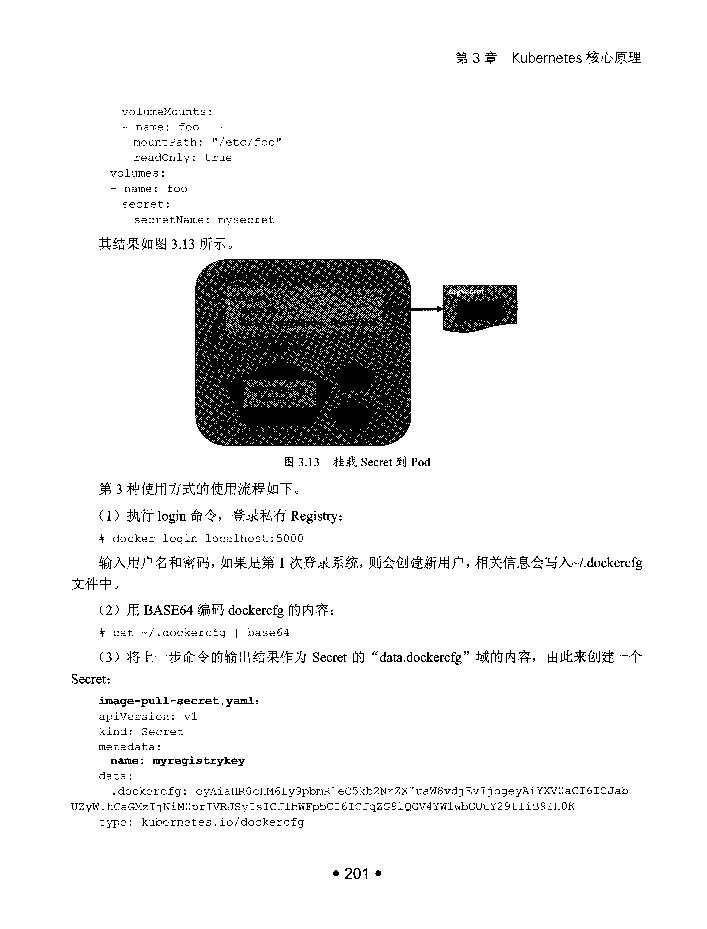 第 3 章 Kubernetes 核心原理
volumeMounts:
- name: foo
mountPath: "/etc/foo"
readOnly: true
volumes:
- name: foo
secret:
secretName: mysecret
其结果如图 3.13 所示。
图 3.13 挂载 Secret 到 Pod
第 3 种使用方式的使用流程如下。
（1）执行 login 命令，登录私有 Registry：
# docker login localhost:5000
输入用户名和密码，如果是第 1 次登录系统，则会创建新用户，相关信息会写入~/.dockercfg
文件中。
（2）用 BASE64 编码 dockercfg 的内容：
# cat ~/.dockercfg | base64
（3）将上一步命令的输出结果作为 Secret 的“data.dockercfg”域的内容，由此来创建一个
Secret：
image-pull-secret.yaml:
apiVersion: v1
kind: Secret
metadata:
name: myregistrykey
data:
.dockercfg:
type: kubernetes.io/dockercfg
• 201 •